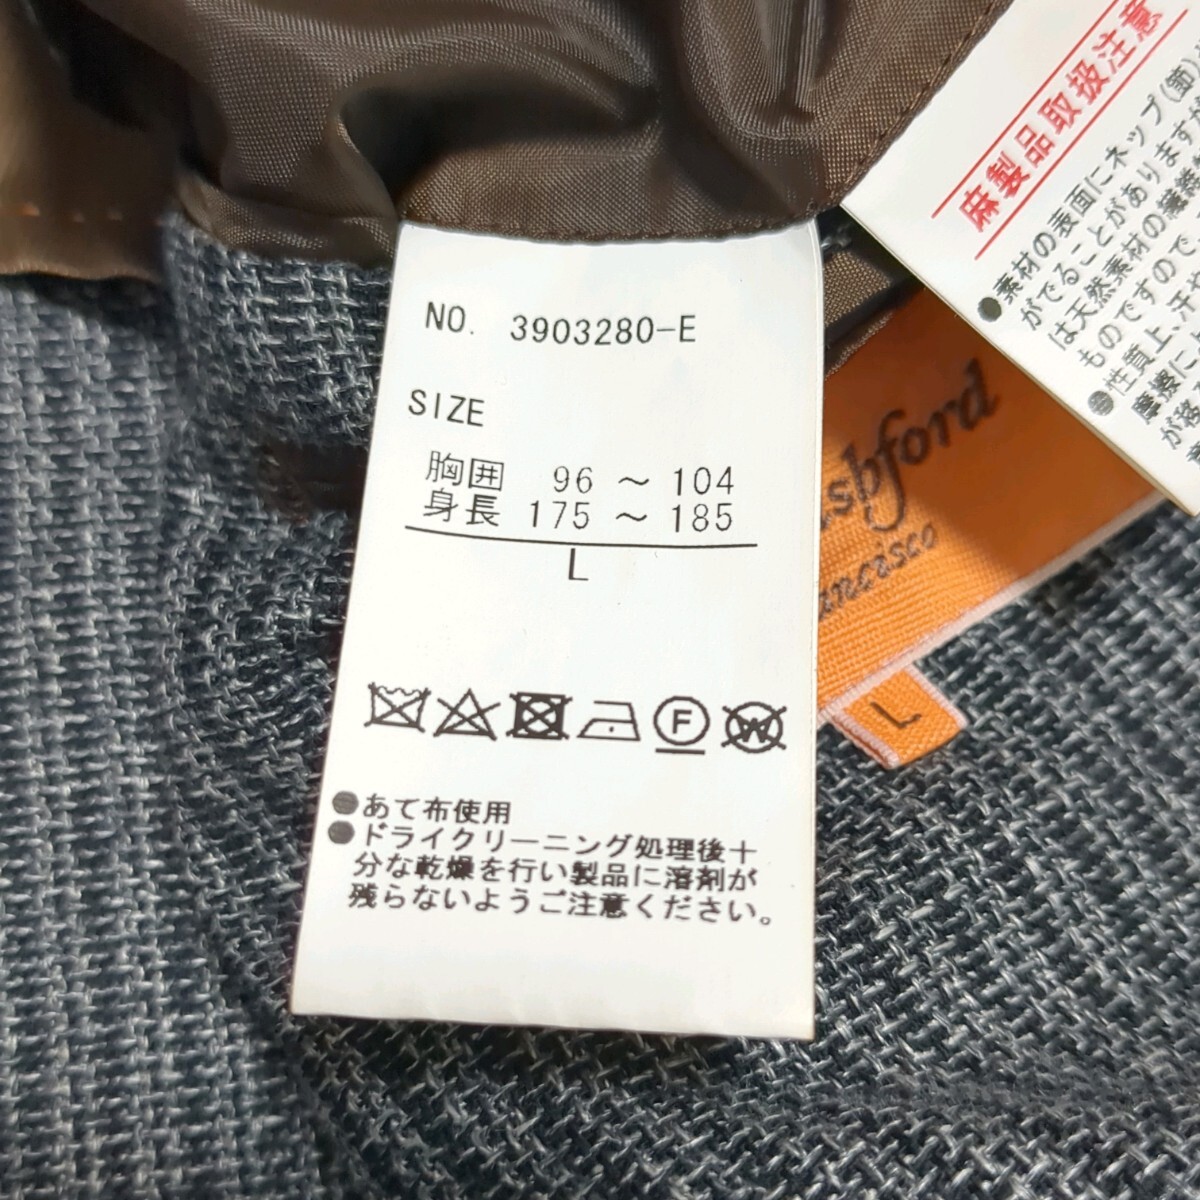 NO. 3903280-E
SIZE
胸囲 96 ~ 104
身長 175 ~ 185
L
F
W
●あて布使用
●ドライクリーニング処理後十
分な乾燥を行い製品に溶剤が
残らないようご注意ください。
麻製品取扱注意
●素材の表面にネップ(節)
がでることがあります
は天然素材の
ものですので
●性質上、汗や
摩擦によ
が移る
L